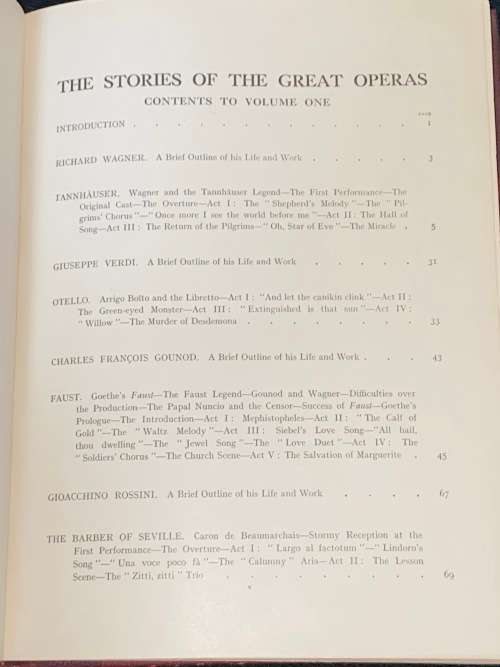 THE STORIES OF THE GREAT OPERAS
CONTENTS TO VOLUME ONE
PAGE
INTRODUCTION . . . . . . . . . . . . . 1
RICHARD WAGNER. A Brief Outline of his Life and Work . . . . . 3
TANNHÄUSER. Wagner and the Tannhäuser Legend—The First Performance—The
Original Cast—The Overture—Act I: The "Shepherd's Melody"—The "Pil-
grims' Chorus"—"Once more I see the world before me"—Act II: The Hall of
Song—Act III: The Return of the Pilgrims—"Oh, Star of Eve"—The Miracle . 5
GIUSEPPE VERDI. A Brief Outline of his Life and Work . . . . . 31
OTELLO. Arrigo Boïto and the Libretto—Act I: "And let the canikin clink"—Act II:
The Green-eyed Monster—Act III: "Extinguished is that sun"—Act IV:
"Willow"—The Murder of Desdemona . . . . . . . . 33
CHARLES FRANÇOIS GOUNOD. A Brief Outline of his Life and Work . . . 43
FAUST. Goethe's Faust—The Faust Legend—Gounod and Wagner—Difficulties over
the Production—The Papal Nuncio and the Censor—Success of Faust—Goethe's
Prologue—The Introduction—Act I: Mephistopheles—Act II: "The Calf of
Gold"—The "Waltz Melody"—Act III: Siebel's Love Song—"All hail,
thou dwelling"—The "Jewel Song"—The "Love Duet"—Act IV: The
"Soldiers' Chorus"—The Church Scene—Act V: The Salvation of Marguerite . 45
GIOACCHINO ROSSINI. A Brief Outline of his Life and Work . . . . 67
THE BARBER OF SEVILLE. Caron de Beaumarchais—Stormy Reception at the
First Performance—The Overture—Act I: "Largo al factotum"—"Lindoro's
Song"—"Una voce poco fà"—The "Calumny" Aria—Act II: The Lesson
Scene—The "Zitti, zitti" Trio . . . . . . . . . 69